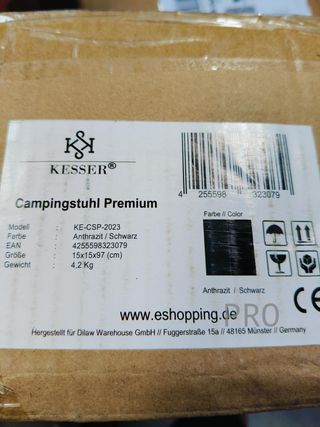 KESSER®
4 255598 323079
Campingstuhl Premium
Modell KE-CSP-2023
Farbe Anthrazit / Schwarz
EAN 4255598323079
Größe 15x15x97 (cm)
Gewicht 4,2 Kg
Farbe // Color
Anthrazit / Schwarz
CE
PRO
www.eshopping.de
Hergestellt für Dilaw Warehouse GmbH // Fuggerstraße 15a // 48165 Münster // Germany